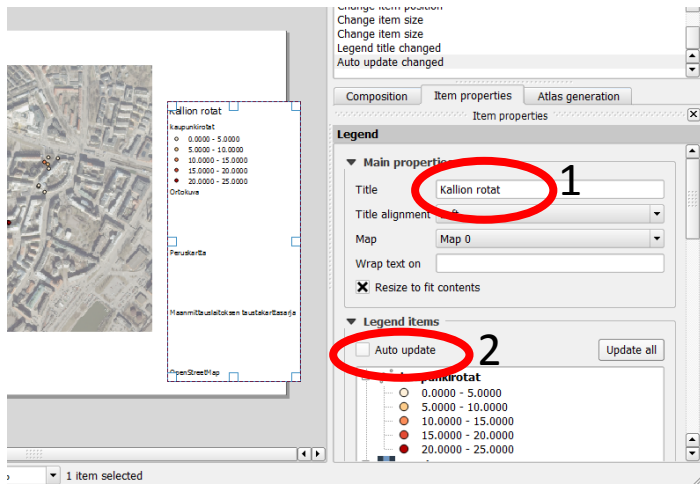 Change item position
Change item size
Change item size
Legend title changed
Auto update changed
Composition
Item properties
Atlas generation
Item properties
Legend
Main proper
Title
Kallion rotat
1
Title alignment
Left
Map
Map 0
Wrap text on
Resize to fit contents
Legend items
Auto update
2
Update all
kaupunkirotat
0.0000 - 5.0000
5.0000 - 10.0000
10.0000 - 15.0000
15.0000 - 20.0000
20.0000 - 25.0000
Kallion rotat
kaupunkirotat
0.0000 - 5.0000
5.0000 - 10.0000
10.0000 - 15.0000
15.0000 - 20.0000
20.0000 - 25.0000
Ortokuva
Peruskartta
Maanmittauslaitoksen taustakarttasarja
OpenStreetMap
1 item selected